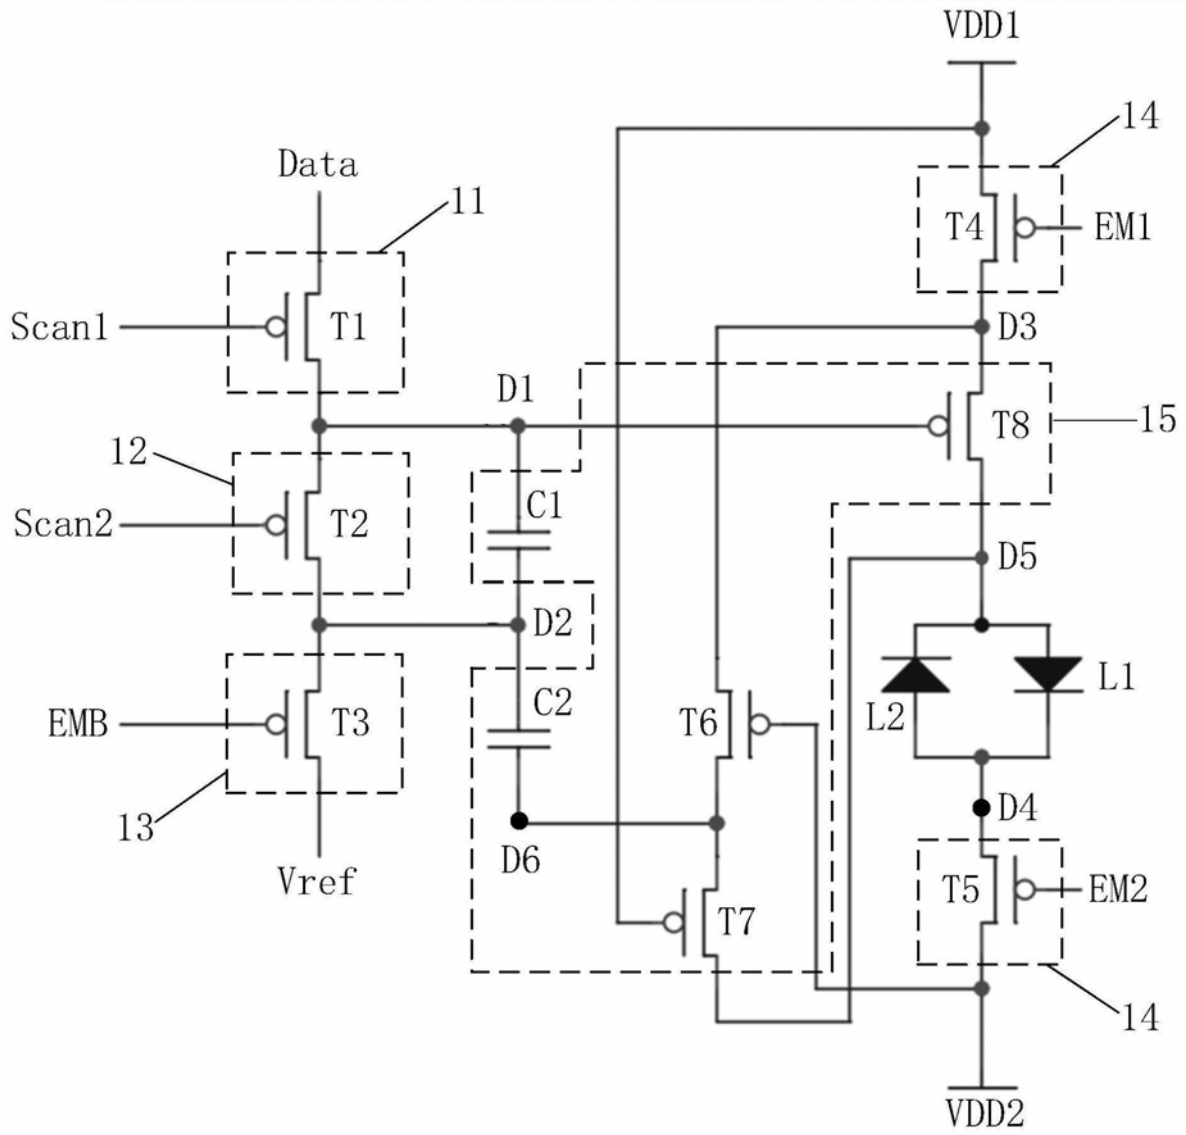 VDD1
14
Data
11
T4
EM1
Scan1
T1
D3
D1
T8
15
12
C1
Scan2
T2
D5
D2
L1
C2
EMB
T3
T6
L2
13
D4
D6
Vref
T5
EM2
T7
14
VDD2